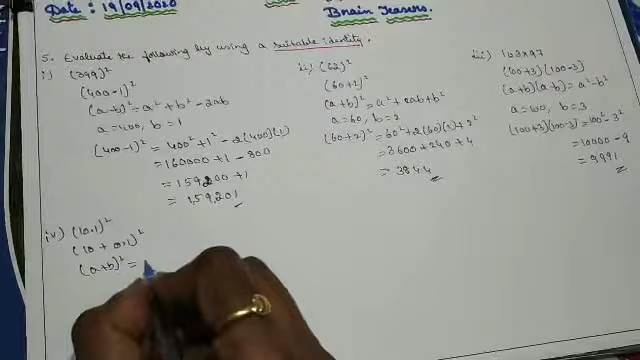 Date : 19/09/2020
Brain Teasers.
5. Evaluate the following by using a suitable identity.
i) (399)²
(400-1)²
(a-b)² = a² + b² - 2ab
a = 400, b = 1
(400-1)² = 400² + 1² - 2(400)(1)
= 160000 + 1 - 800
= 159200 + 1
= 1,59,201
ii) (62)²
(60+2)²
(a+b)² = a² + 2ab + b²
a = 60, b = 2
(60+2)² = 60² + 2(60)(2) + 2²
= 3600 + 240 + 4
= 3844
iii) 103×97
(100+3)(100-3)
(a+b)(a-b) = a² - b²
a = 100, b = 3
(100+3)(100-3) = 100² - 3²
= 10000 - 9
= 9991
iv) (10.1)²
(10 + 0.1)²
(a+b)² =